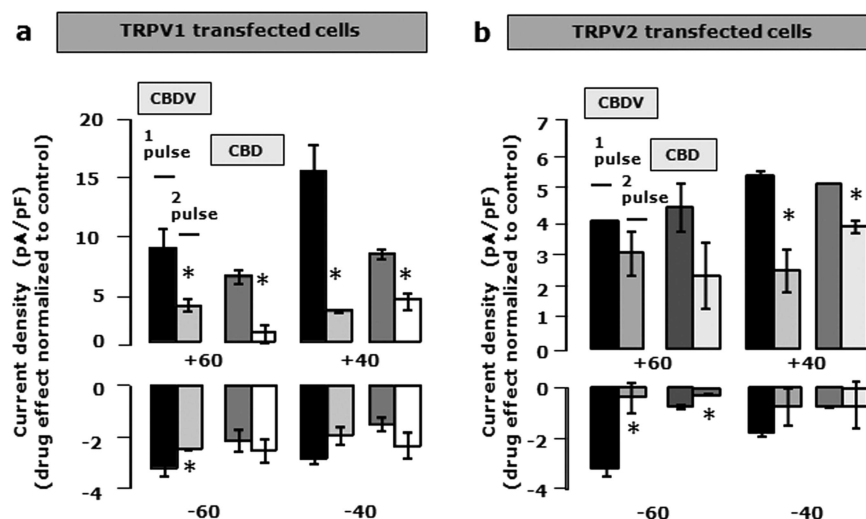 a
TRPV1 transfected cells
CBDV
CBD
1
pulse
2
pulse
Current density (pA/pF)
(drug effect normalized to control)
20
15
10
5
0
*
*
*
*
+60
+40
0
-2
-4
*
-60
-40
b
TRPV2 transfected cells
CBDV
CBD
1
pulse
2
pulse
Current density (pA/pF)
(drug effect normalized to control)
7
6
5
4
3
2
1
0
*
*
+60
+40
0
-2
-4
*
*
-60
-40